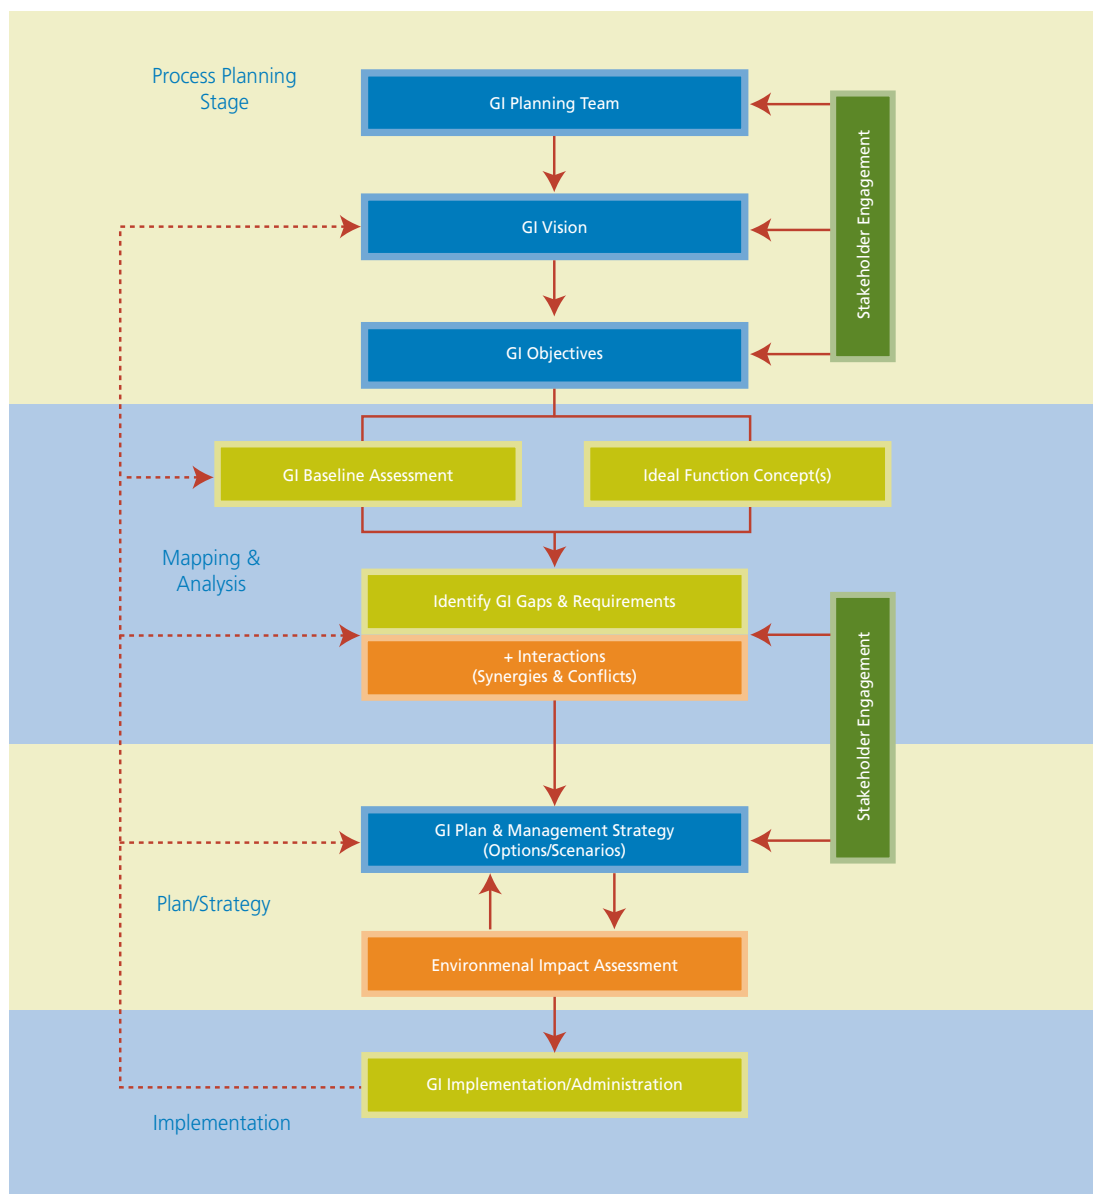 Process Planning
Stage
GI Planning Team
GI Vision
GI Objectives
Stakeholder Engagement
GI Baseline Assessment
Ideal Function Concept(s)
Mapping &
Analysis
Identify GI Gaps & Requirements
+ Interactions
(Synergies & Conflicts)
Stakeholder Engagement
GI Plan & Management Strategy
(Options/Scenarios)
Plan/Strategy
Environmenal Impact Assessment
GI Implementation/Administration
Implementation